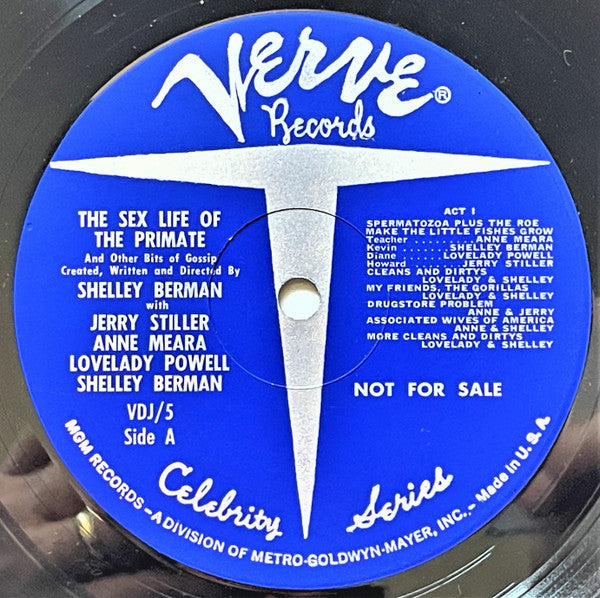 VERVE ®
Records
THE SEX LIFE OF
THE PRIMATE
And Other Bits of Gossip
Created, Written and Directed By
SHELLEY BERMAN
with
JERRY STILLER
ANNE MEARA
LOVELADY POWELL
SHELLEY BERMAN
VDJ/5
Side A
ACT I
SPERMATOZOA PLUS THE ROE
MAKE THE LITTLE FISHES GROW
Teacher ........ ANNE MEARA
Kevin ..... SHELLEY BERMAN
Diane ..... LOVELADY POWELL
Howard ....... JERRY STILLER
CLEANS AND DIRTYS
LOVELADY & SHELLEY
MY FRIENDS, THE GORILLAS
LOVELADY & SHELLEY
DRUGSTORE PROBLEM
ANNE & JERRY
ASSOCIATED WIVES OF AMERICA
ANNE & SHELLEY
MORE CLEANS AND DIRTYS
LOVELADY & SHELLEY
NOT FOR SALE
Celebrity Series
MGM RECORDS – A DIVISION OF METRO-GOLDWYN-MAYER, INC. – Made in U.S.A.